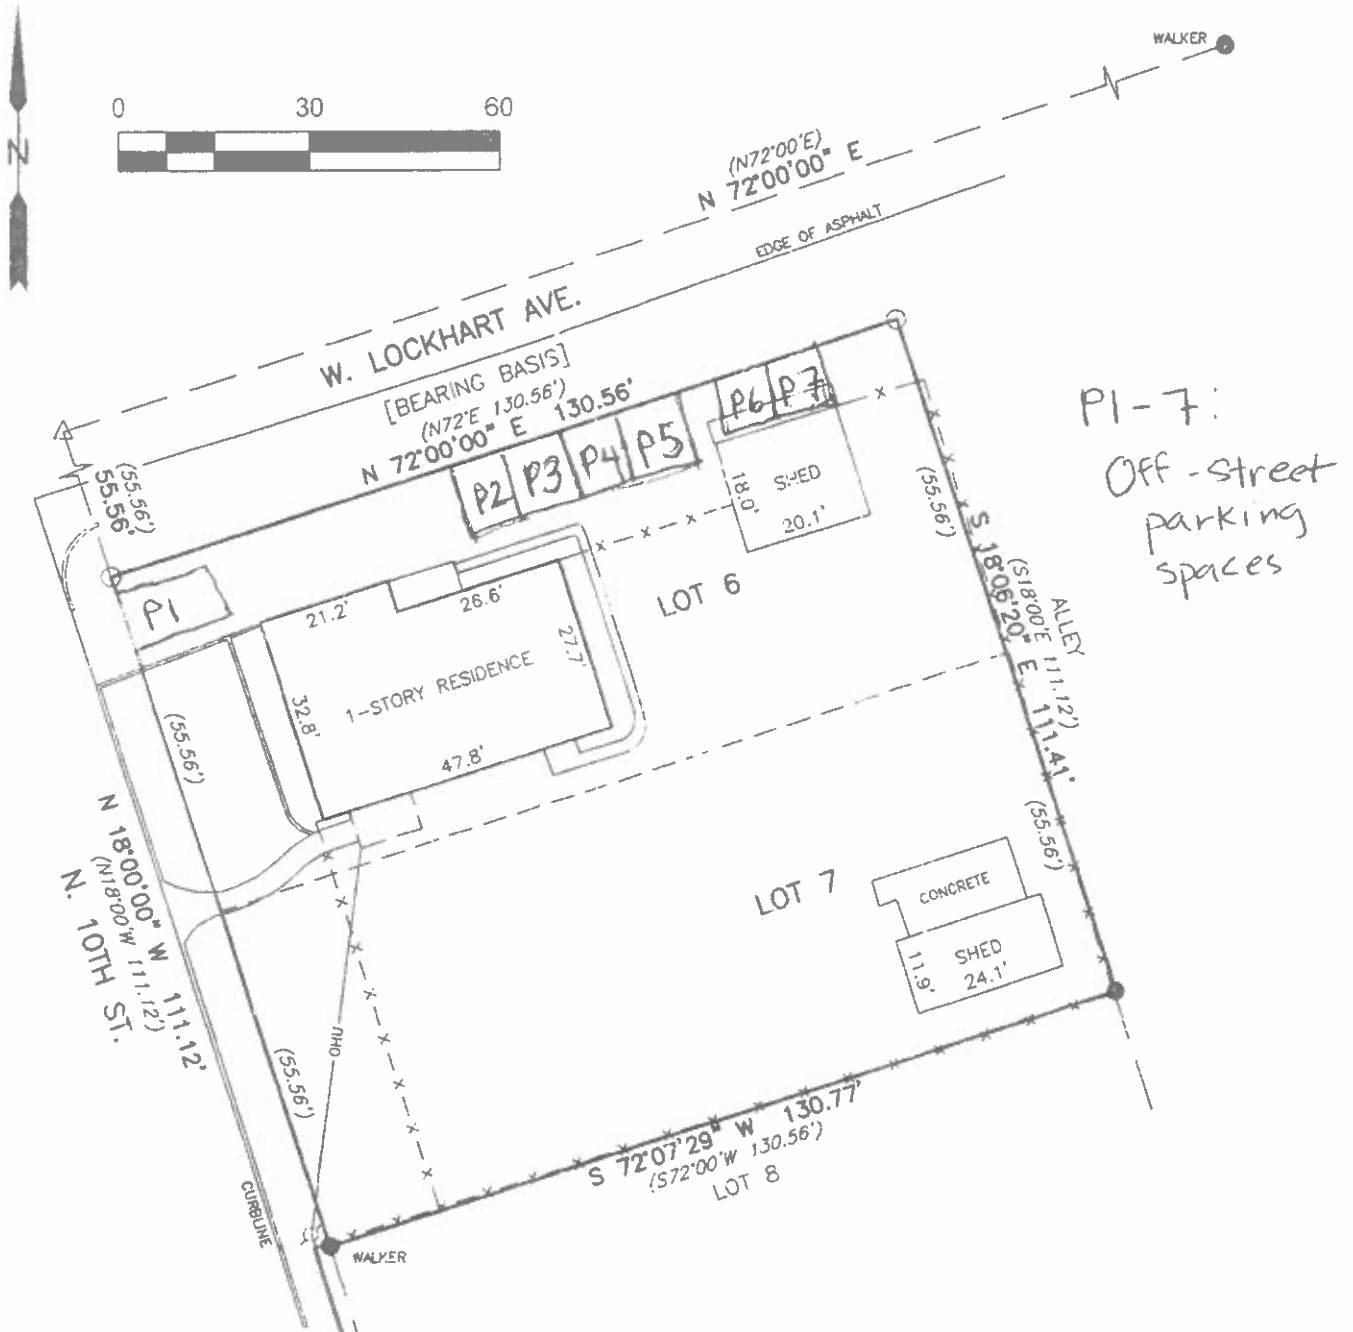 WALKER
0 30 60
N
(N72°00'E)
N 72°00'00" E
EDGE OF ASPHALT
W. LOCKHART AVE.
[BEARING BASIS]
(N72°E 130.56')
N 72°00'00" E 130.56'
(55.56')
55.56'
P1
P2
P3
P4
P5
P6
P7
P1-7:
Off-street
parking
spaces
SHED
18.0'
20.1'
(55.56')
S 18°06'20" E 111.41'
(S18°00'E 111.12')
ALLEY
LOT 6
21.2'
26.6'
27.7'
1-STORY RESIDENCE
32.8'
47.8'
(55.56')
N 18°00'00" W 111.12'
(N18°00'W 111.12')
N. 10TH ST.
(55.56')
LOT 7
CONCRETE
SHED
11.9'
24.1'
OHU
(55.56')
S 72°07'29" W 130.77'
(S72°00'W 130.56')
LOT 8
CURBLINE
WALKER